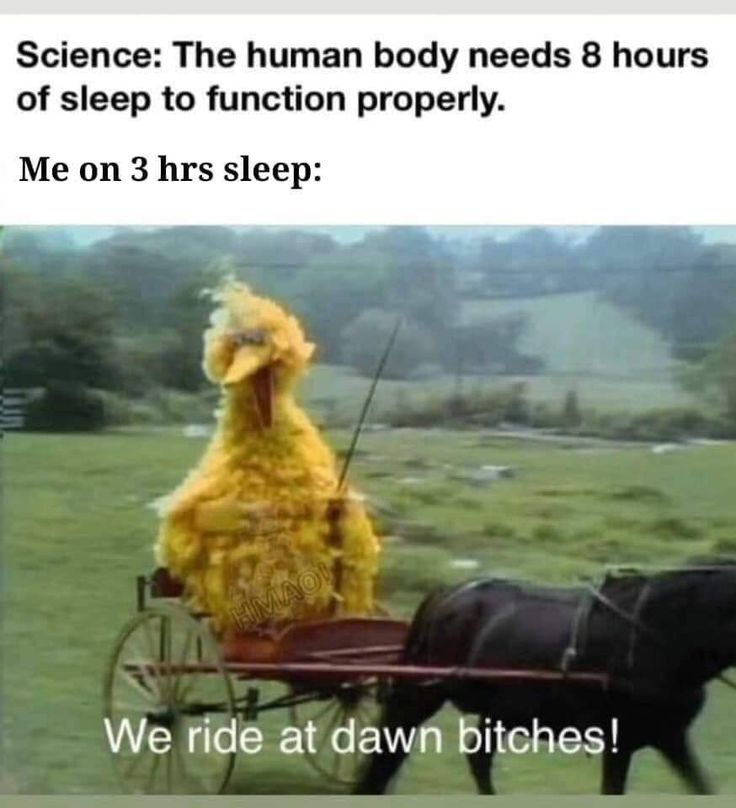 Science: The human body needs 8 hours
of sleep to function properly.
Me on 3 hrs sleep:
HMAOI
We ride at dawn bitches!